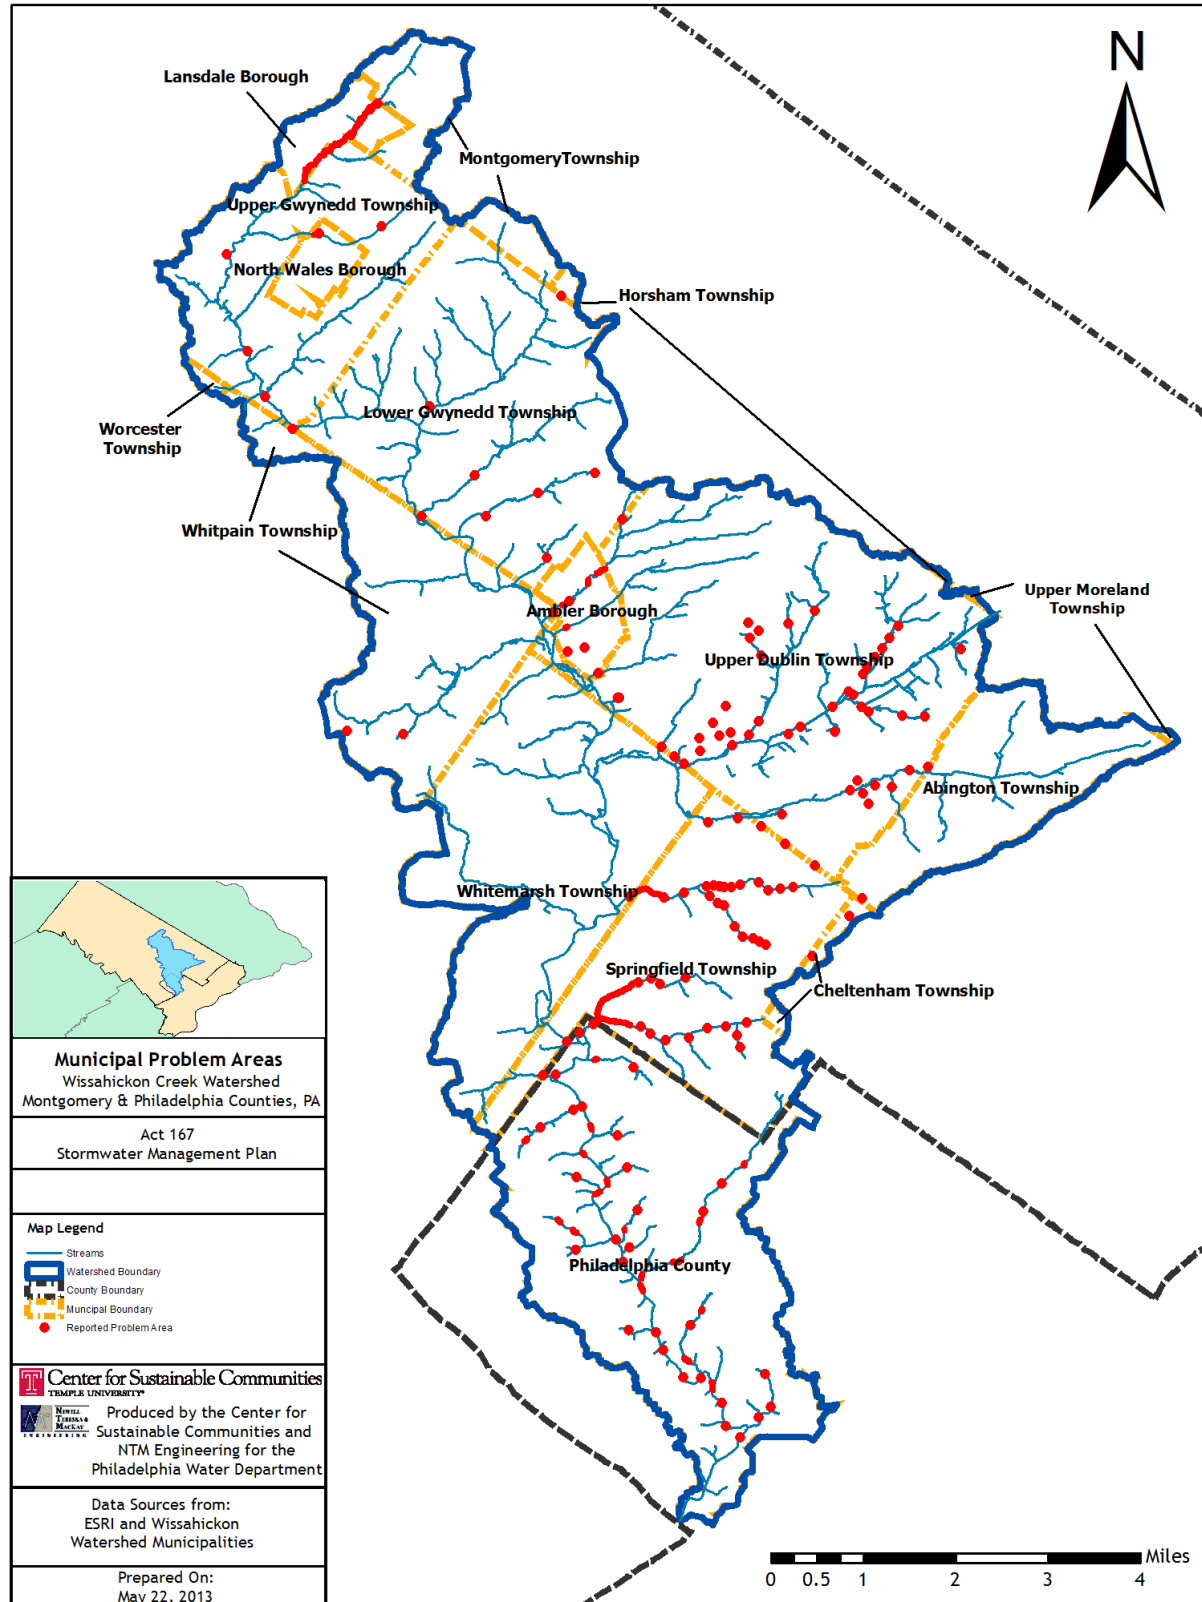 N
Lansdale Borough
MontgomeryTownship
Upper Gwynedd Township
North Wales Borough
Horsham Township
Lower Gwynedd Township
Worcester
Township
Whitpain Township
Upper Moreland
Township
Ambler Borough
Upper Dublin Township
Abington Township
Whitemarsh Township
Springfield Township
Cheltenham Township
Philadelphia County
Municipal Problem Areas
Wissahickon Creek Watershed
Montgomery & Philadelphia Counties, PA
Act 167
Stormwater Management Plan
Map Legend
Streams
Watershed Boundary
County Boundary
Muncipal Boundary
Reported Problem Area
T Center for Sustainable Communities
TEMPLE UNIVERSITY®
NEWELL
TERESKA &
MACKAY
ENGINEERING
Produced by the Center for
Sustainable Communities and
NTM Engineering for the
Philadelphia Water Department
Data Sources from:
ESRI and Wissahickon
Watershed Municipalities
Prepared On:
May 22, 2013
Miles
0 0.5 1 2 3 4